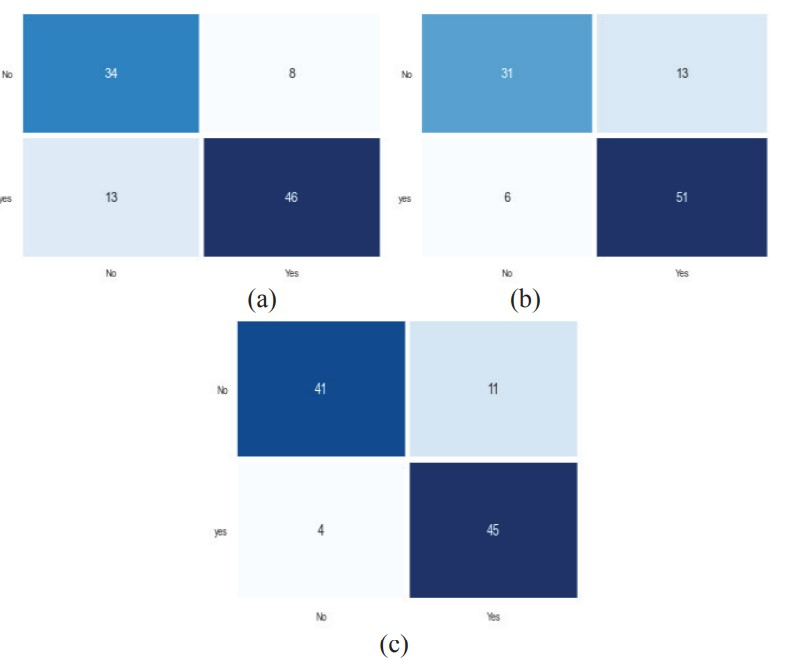 No 34 8
yes 13 46
No Yes
(a)
No 31 13
yes 6 51
No Yes
(b)
No 41 11
yes 4 45
No Yes
(c)